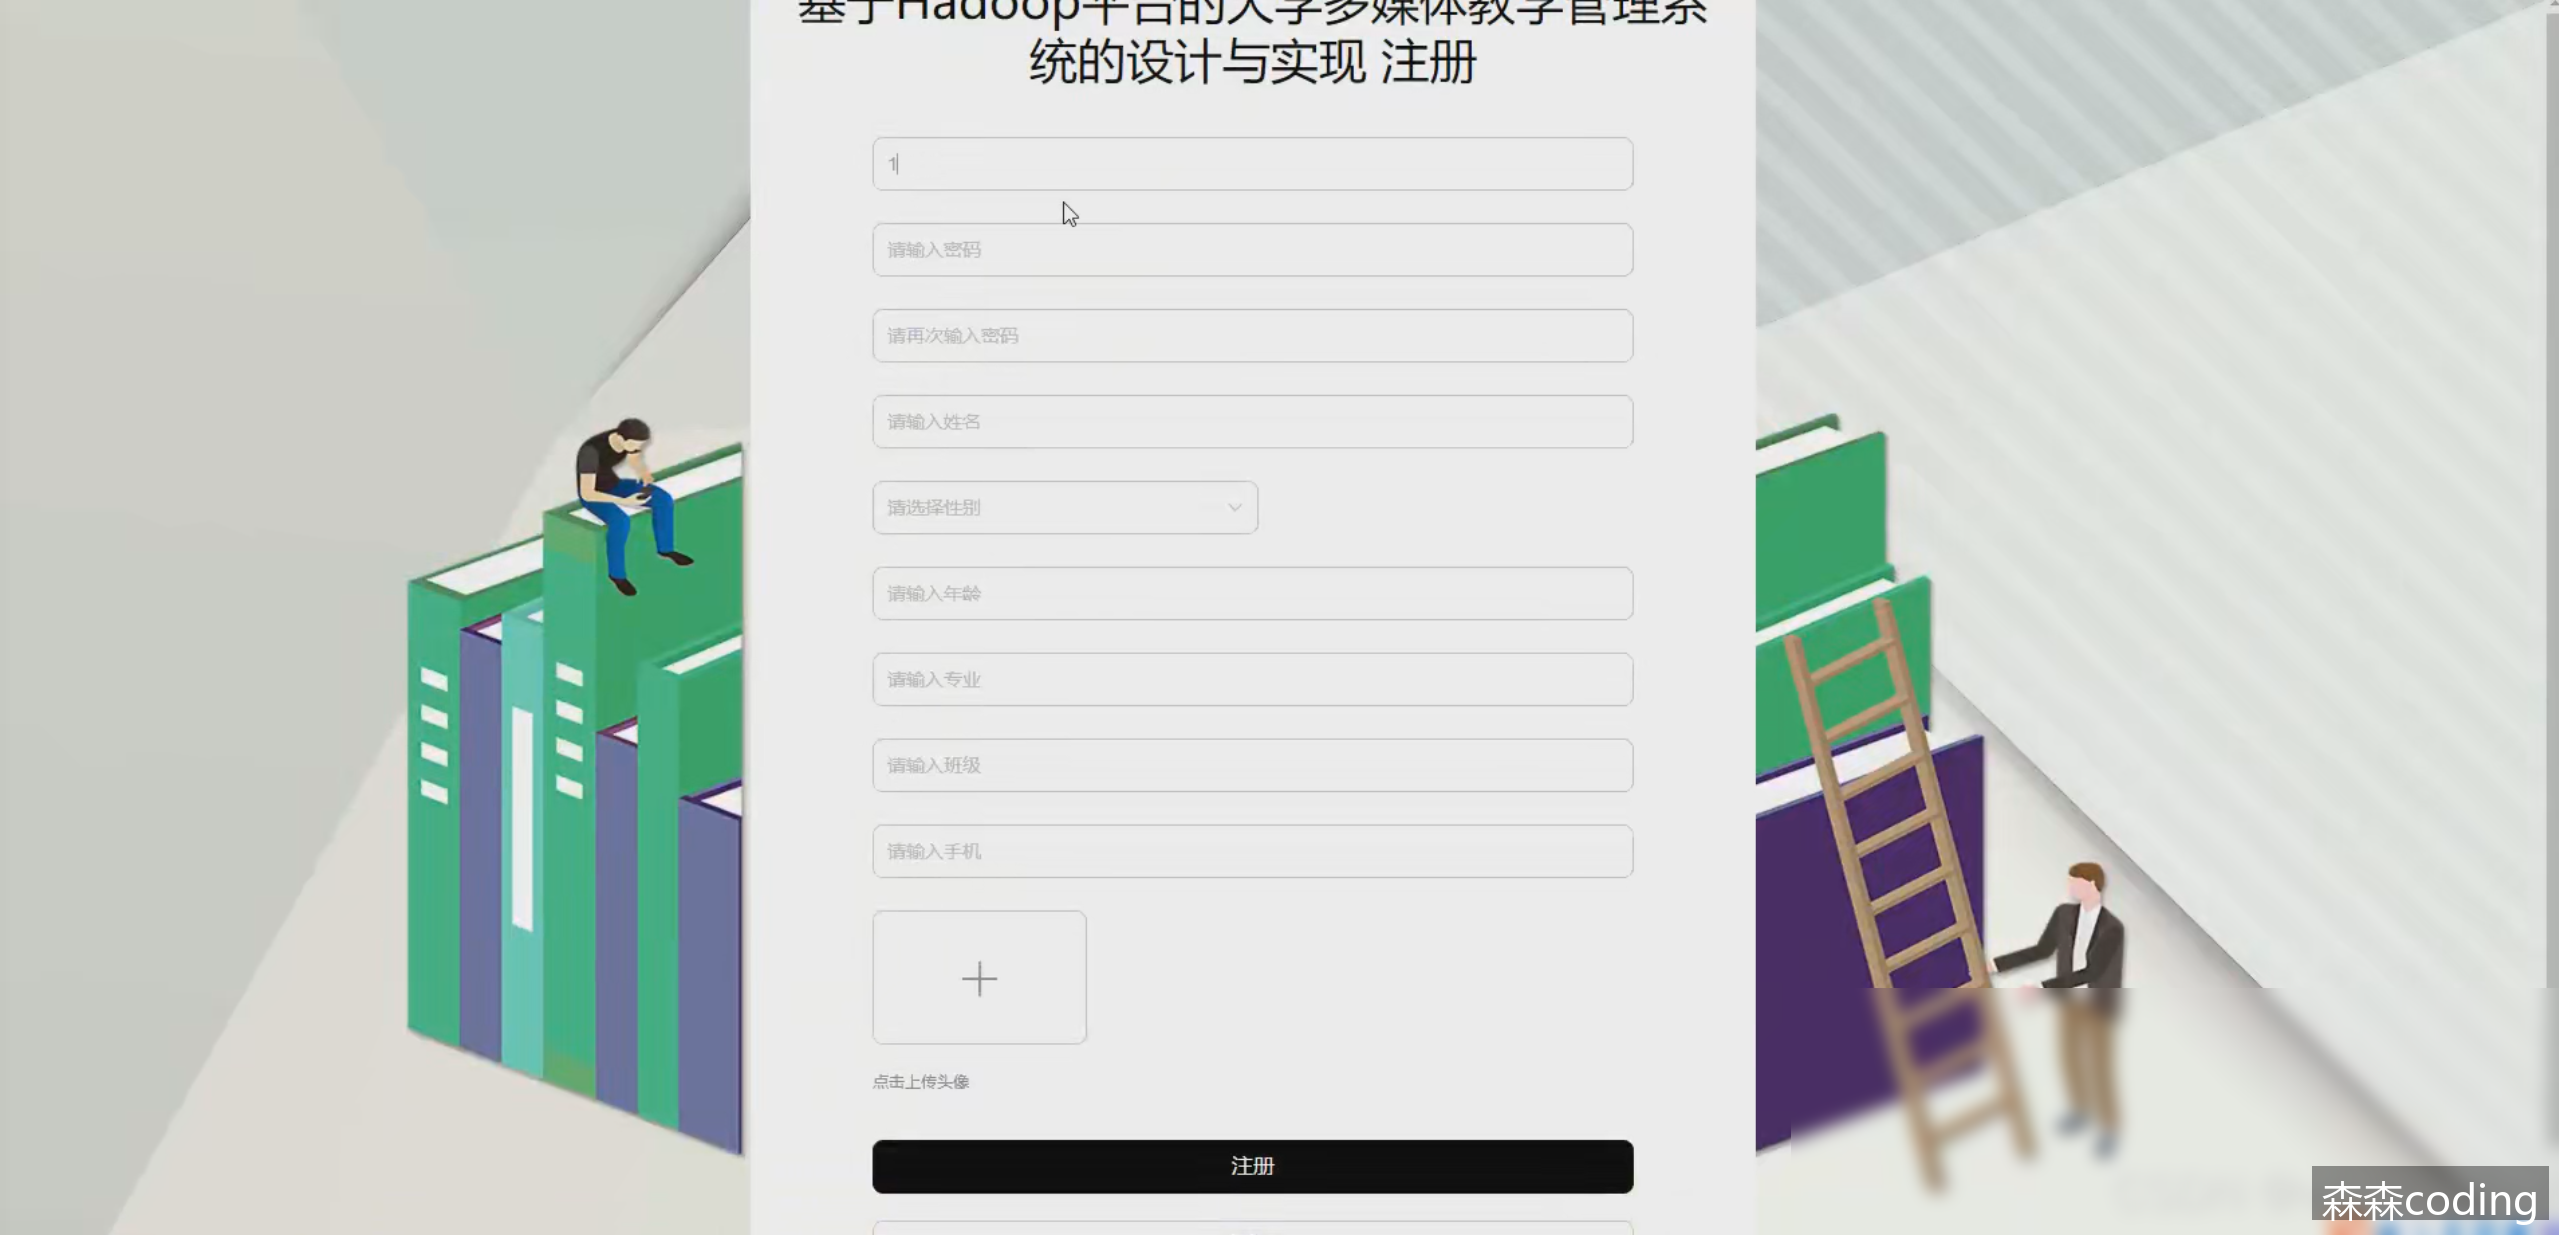 基于Hadoop平台的大学多媒体教学管理系
统的设计与实现 注册
1
请输入密码
请再次输入密码
请输入姓名
请选择性别
请输入年龄
请输入专业
请输入班级
请输入手机
点击上传头像
注册
森森coding